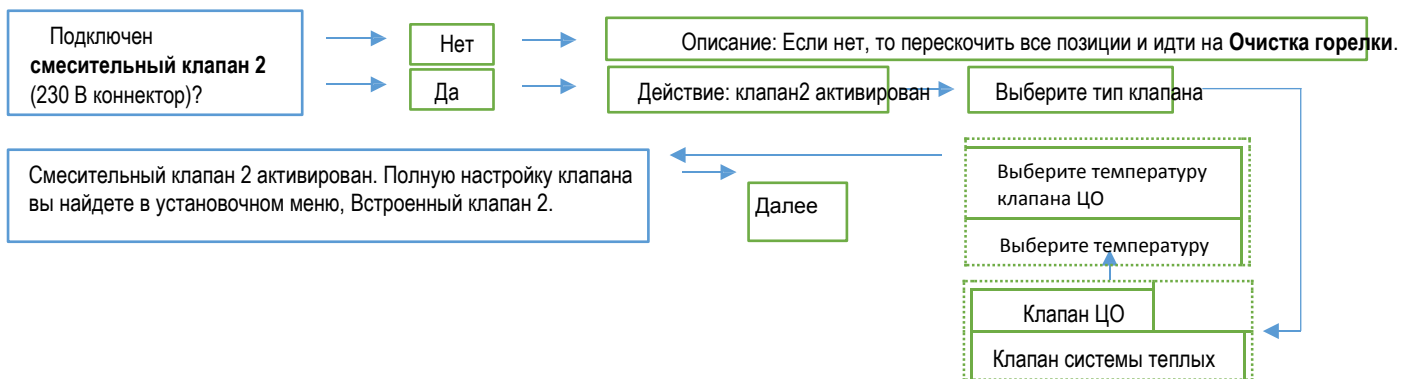 Подключен
смесительный клапан 2
(230 В коннектор)?
Нет
Описание: Если нет, то перескочить все позиции и идти на Очистка горелки.
Да
Действие: клапан2 активирован
Выберите тип клапана
Смесительный клапан 2 активирован. Полную настройку клапана
вы найдете в установочном меню, Встроенный клапан 2.
Далее
Выберите температуру
клапана ЦО
Выберите температуру
Клапан ЦО
Клапан системы теплых